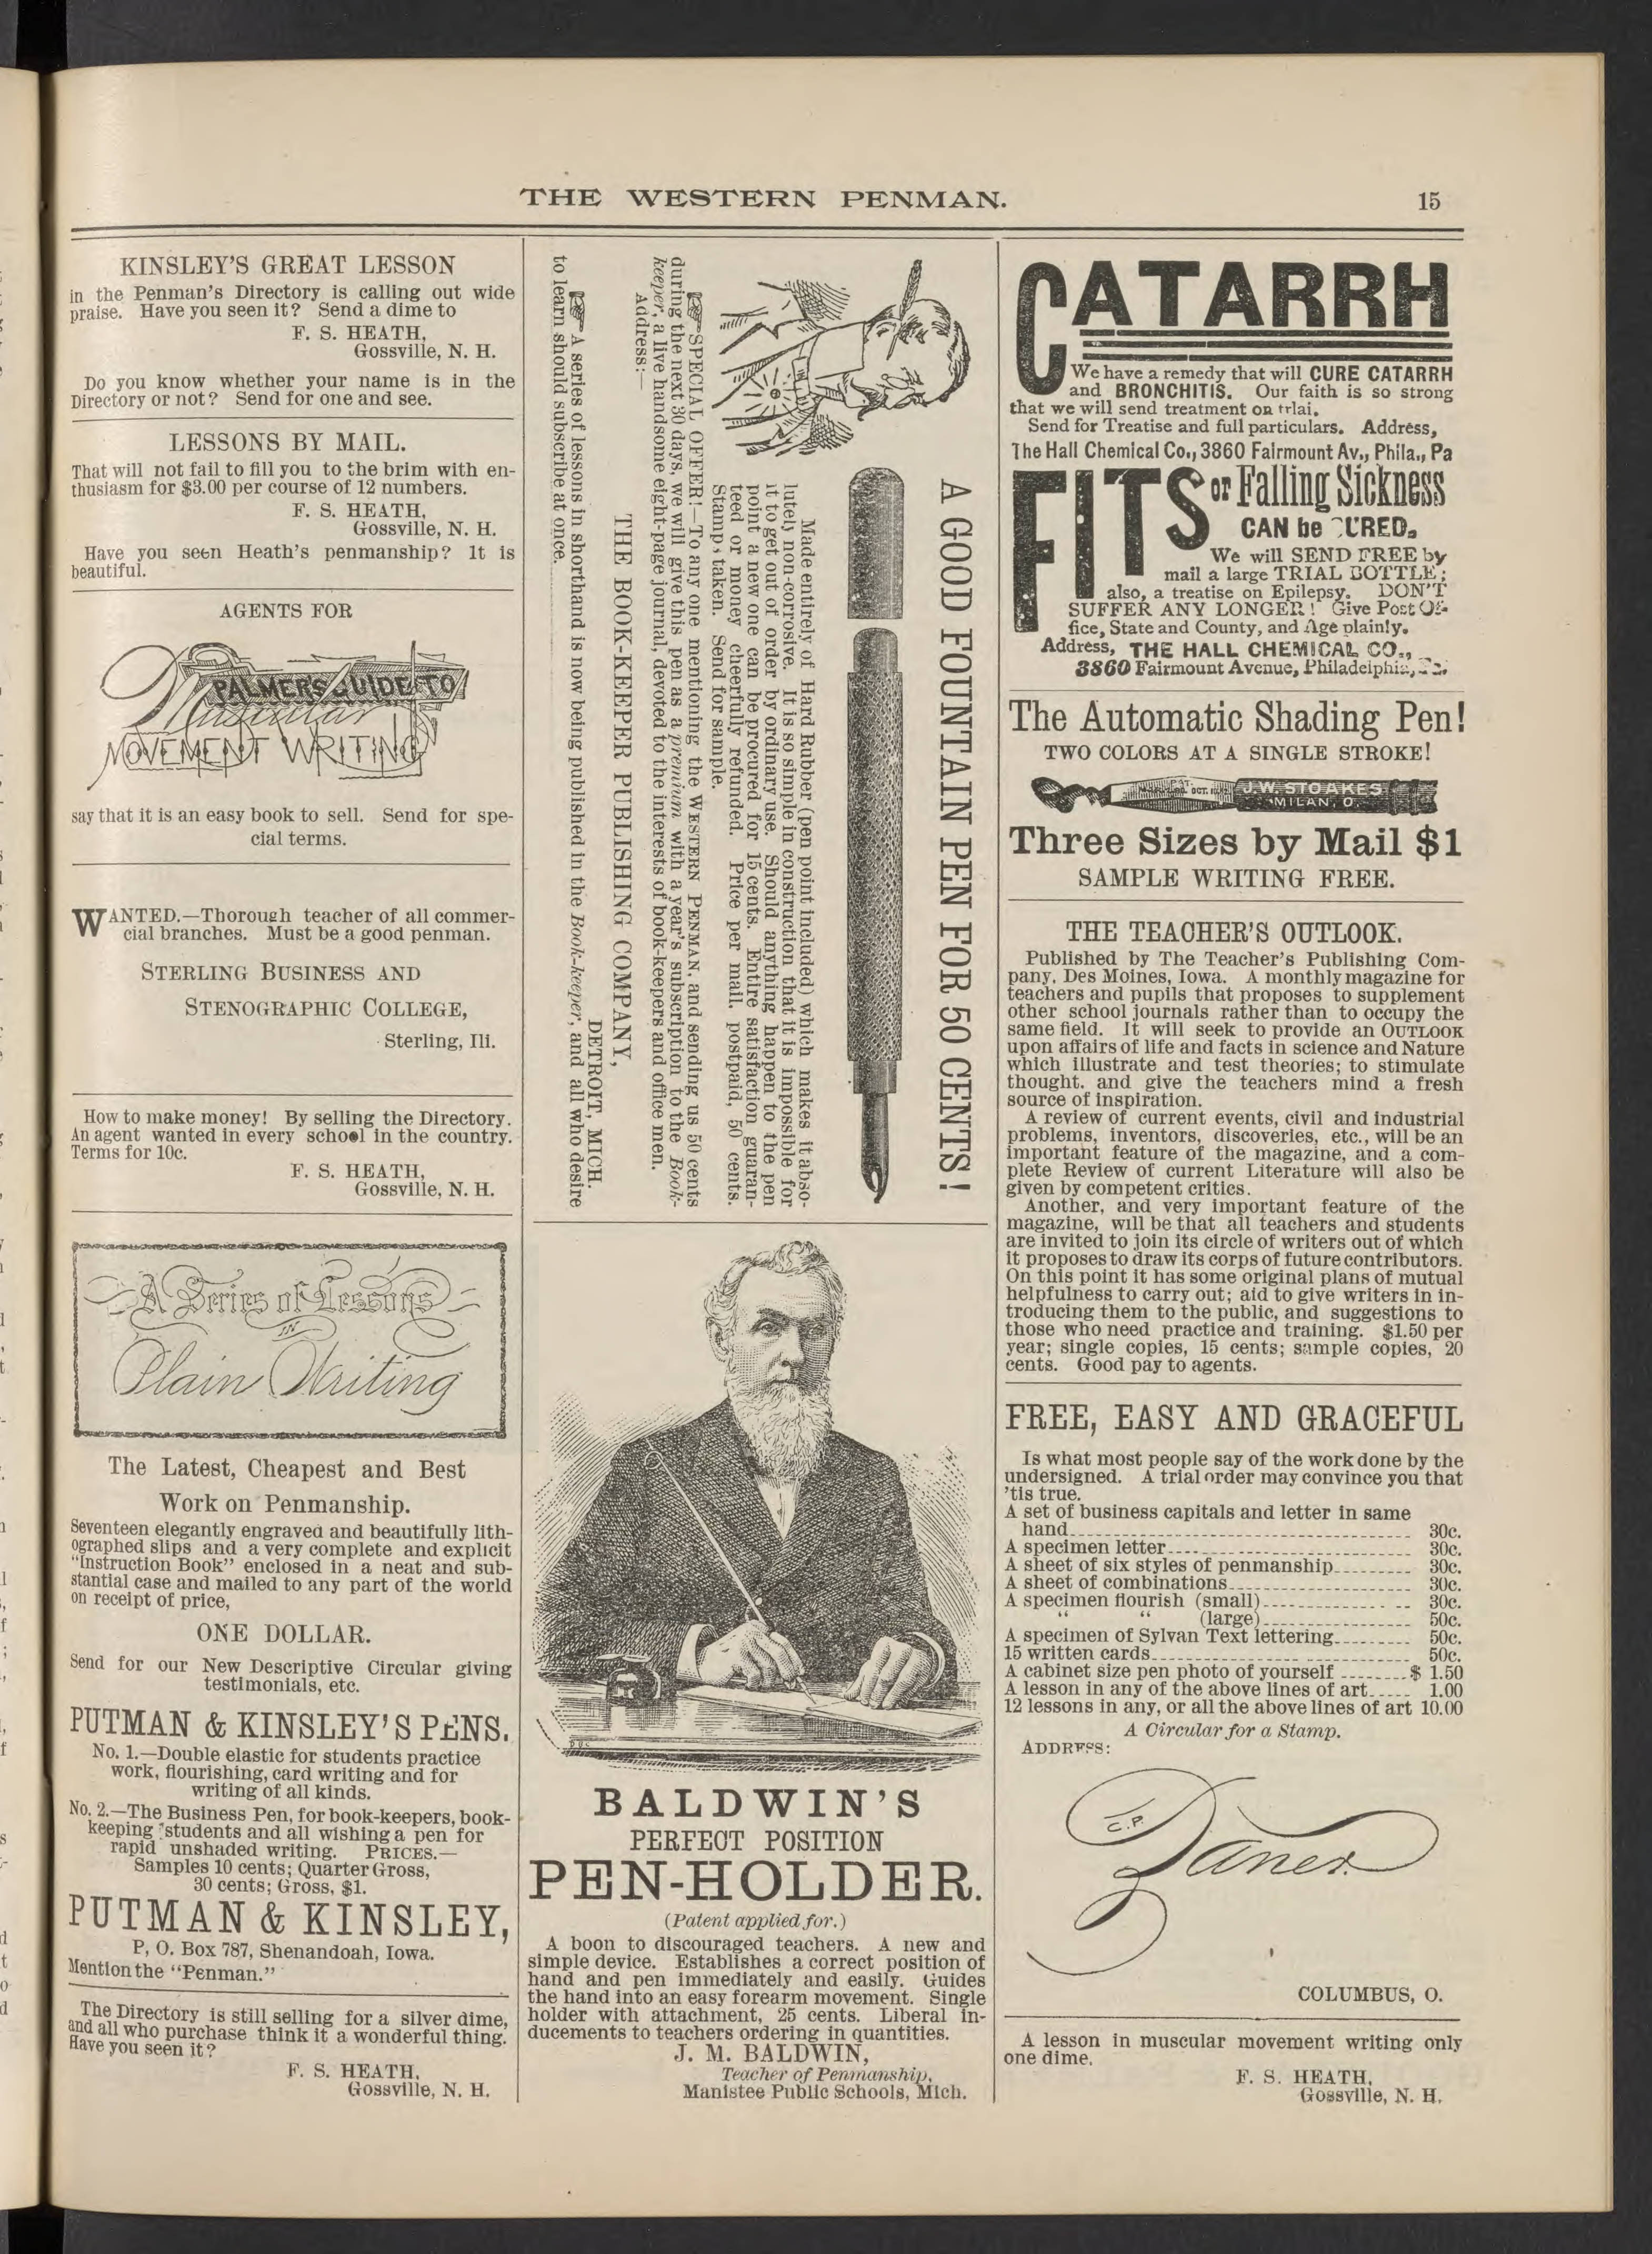 THE WESTERN PENMAN.
15
KINSLEY'S GREAT LESSON
in the Penman's Directory is calling out wide
praise. Have you seen it? Send a dime to
F. S. HEATH,
Gossville, N. H.
Do you know whether your name is in the
Directory or not? Send for one and see.
LESSONS BY MAIL.
That will not fail to fill you to the brim with en-
thusiasm for $3.00 per course of 12 numbers.
F. S. HEATH,
Gossville, N. H.
Have you seen Heath's penmanship? It is
beautiful.
AGENTS FOR
PALMER'S GUIDE TO
Muscular
MOVEMENT WRITING
say that it is an easy book to sell. Send for spe-
cial terms.
WANTED.—Thorough teacher of all commer-
cial branches. Must be a good penman.
STERLING BUSINESS AND
STENOGRAPHIC COLLEGE,
Sterling, Ill.
How to make money! By selling the Directory.
An agent wanted in every school in the country.
Terms for 10c.
F. S. HEATH,
Gossville, N. H.
A Series of Lessons
IN
Plain Writing
The Latest, Cheapest and Best
Work on Penmanship.
Seventeen elegantly engraved and beautifully lith-
ographed slips and a very complete and explicit
"Instruction Book" enclosed in a neat and sub-
stantial case and mailed to any part of the world
on receipt of price,
ONE DOLLAR.
Send for our New Descriptive Circular giving
testimonials, etc.
PUTMAN & KINSLEY'S PENS.
No. 1.—Double elastic for students practice
work, flourishing, card writing and for
writing of all kinds.
No. 2.—The Business Pen, for book-keepers, book-
keeping students and all wishing a pen for
rapid unshaded writing. PRICES.—
Samples 10 cents; Quarter Gross,
30 cents; Gross, $1.
PUTMAN & KINSLEY,
P, O. Box 787, Shenandoah, Iowa.
Mention the "Penman."
The Directory is still selling for a silver dime,
and all who purchase think it a wonderful thing.
Have you seen it?
F. S. HEATH,
Gossville, N. H.
A GOOD FOUNTAIN PEN FOR 50 CENTS!
Made entirely of Hard Rubber (pen point included) which makes it abso-
lutely non-corrosive. It is so simple in construction that it is impossible for
it to get out of order by ordinary use. Should anything happen to the pen
point a new one can be procured for 15 cents. Entire satisfaction guaran-
teed or money cheerfully refunded. Price per mail, postpaid, 50 cents.
Stamps taken. Send for sample.
☞ SPECIAL OFFER!—To any one mentioning the WESTERN PENMAN, and sending us 50 cents
during the next 30 days, we will give this pen as a premium with a year's subscription to the Book-
keeper, a live handsome eight-page journal, devoted to the interests of book-keepers and office men.
Address:—
THE BOOK-KEEPER PUBLISHING COMPANY,
DETROIT, MICH.
☞ A series of lessons in shorthand is now being published in the Book-keeper, and all who desire
to learn should subscribe at once.
BALDWIN'S
PERFECT POSITION
PEN-HOLDER.
(Patent applied for.)
A boon to discouraged teachers. A new and
simple device. Establishes a correct position of
hand and pen immediately and easily. Guides
the hand into an easy forearm movement. Single
holder with attachment, 25 cents. Liberal in-
ducements to teachers ordering in quantities.
J. M. BALDWIN,
Teacher of Penmanship,
Manistee Public Schools, Mich.
CATARRH
We have a remedy that will CURE CATARRH
and BRONCHITIS. Our faith is so strong
that we will send treatment on trial.
Send for Treatise and full particulars. Address,
The Hall Chemical Co., 3860 Fairmount Av., Phila., Pa
FITS or Falling Sickness
CAN be CURED.
We will SEND FREE by
mail a large TRIAL BOTTLE;
also, a treatise on Epilepsy. DON'T
SUFFER ANY LONGER! Give Post Of-
fice, State and County, and Age plainly.
Address, THE HALL CHEMICAL CO.,
3860 Fairmount Avenue, Philadelphia, Pa.
The Automatic Shading Pen!
TWO COLORS AT A SINGLE STROKE!
PAT. OCT.
J.W. STOAKES
MILAN, O.
Three Sizes by Mail $1
SAMPLE WRITING FREE.
THE TEACHER'S OUTLOOK.
Published by The Teacher's Publishing Com-
pany, Des Moines, Iowa. A monthly magazine for
teachers and pupils that proposes to supplement
other school journals rather than to occupy the
same field. It will seek to provide an OUTLOOK
upon affairs of life and facts in science and Nature
which illustrate and test theories; to stimulate
thought. and give the teachers mind a fresh
source of inspiration.
A review of current events, civil and industrial
problems, inventors, discoveries, etc., will be an
important feature of the magazine, and a com-
plete Review of current Literature will also be
given by competent critics.
Another, and very important feature of the
magazine, will be that all teachers and students
are invited to join its circle of writers out of which
it proposes to draw its corps of future contributors.
On this point it has some original plans of mutual
helpfulness to carry out; aid to give writers in in-
troducing them to the public, and suggestions to
those who need practice and training. $1.50 per
year; single copies, 15 cents; sample copies, 20
cents. Good pay to agents.
FREE, EASY AND GRACEFUL
Is what most people say of the work done by the
undersigned. A trial order may convince you that
'tis true.
A set of business capitals and letter in same
hand 30c.
A specimen letter 30c.
A sheet of six styles of penmanship 30c.
A sheet of combinations 30c.
A specimen flourish (small) 30c.
" " (large) 50c.
A specimen of Sylvan Text lettering 50c.
15 written cards 50c.
A cabinet size pen photo of yourself $ 1.50
A lesson in any of the above lines of art 1.00
12 lessons in any, or all the above lines of art 10.00
A Circular for a Stamp.
ADDRESS:
C.P. Zaner.
COLUMBUS, O.
A lesson in muscular movement writing only
one dime.
F. S. HEATH,
Gossville, N. H.